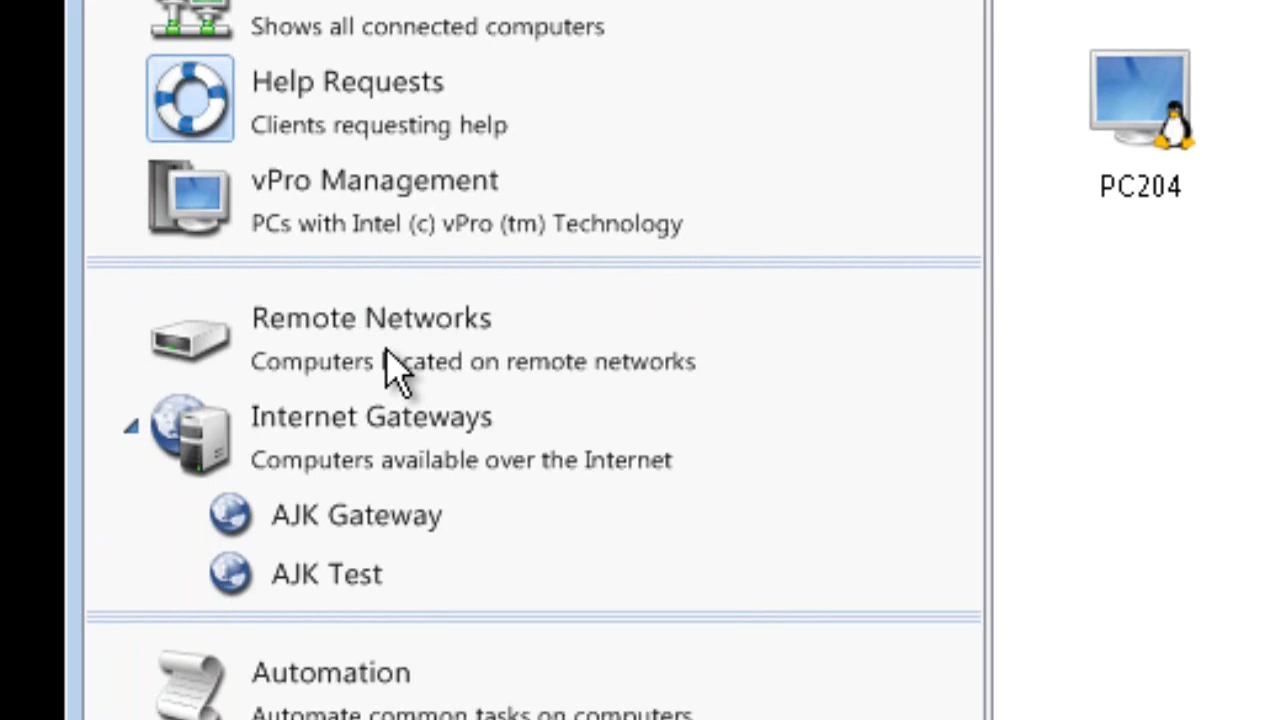 Shows all connected computers
Help Requests
Clients requesting help
vPro Management
PCs with Intel (c) vPro (tm) Technology
PC204
Remote Networks
Computers located on remote networks
Internet Gateways
Computers available over the Internet
AJK Gateway
AJK Test
Automation
Automate common tasks on computers